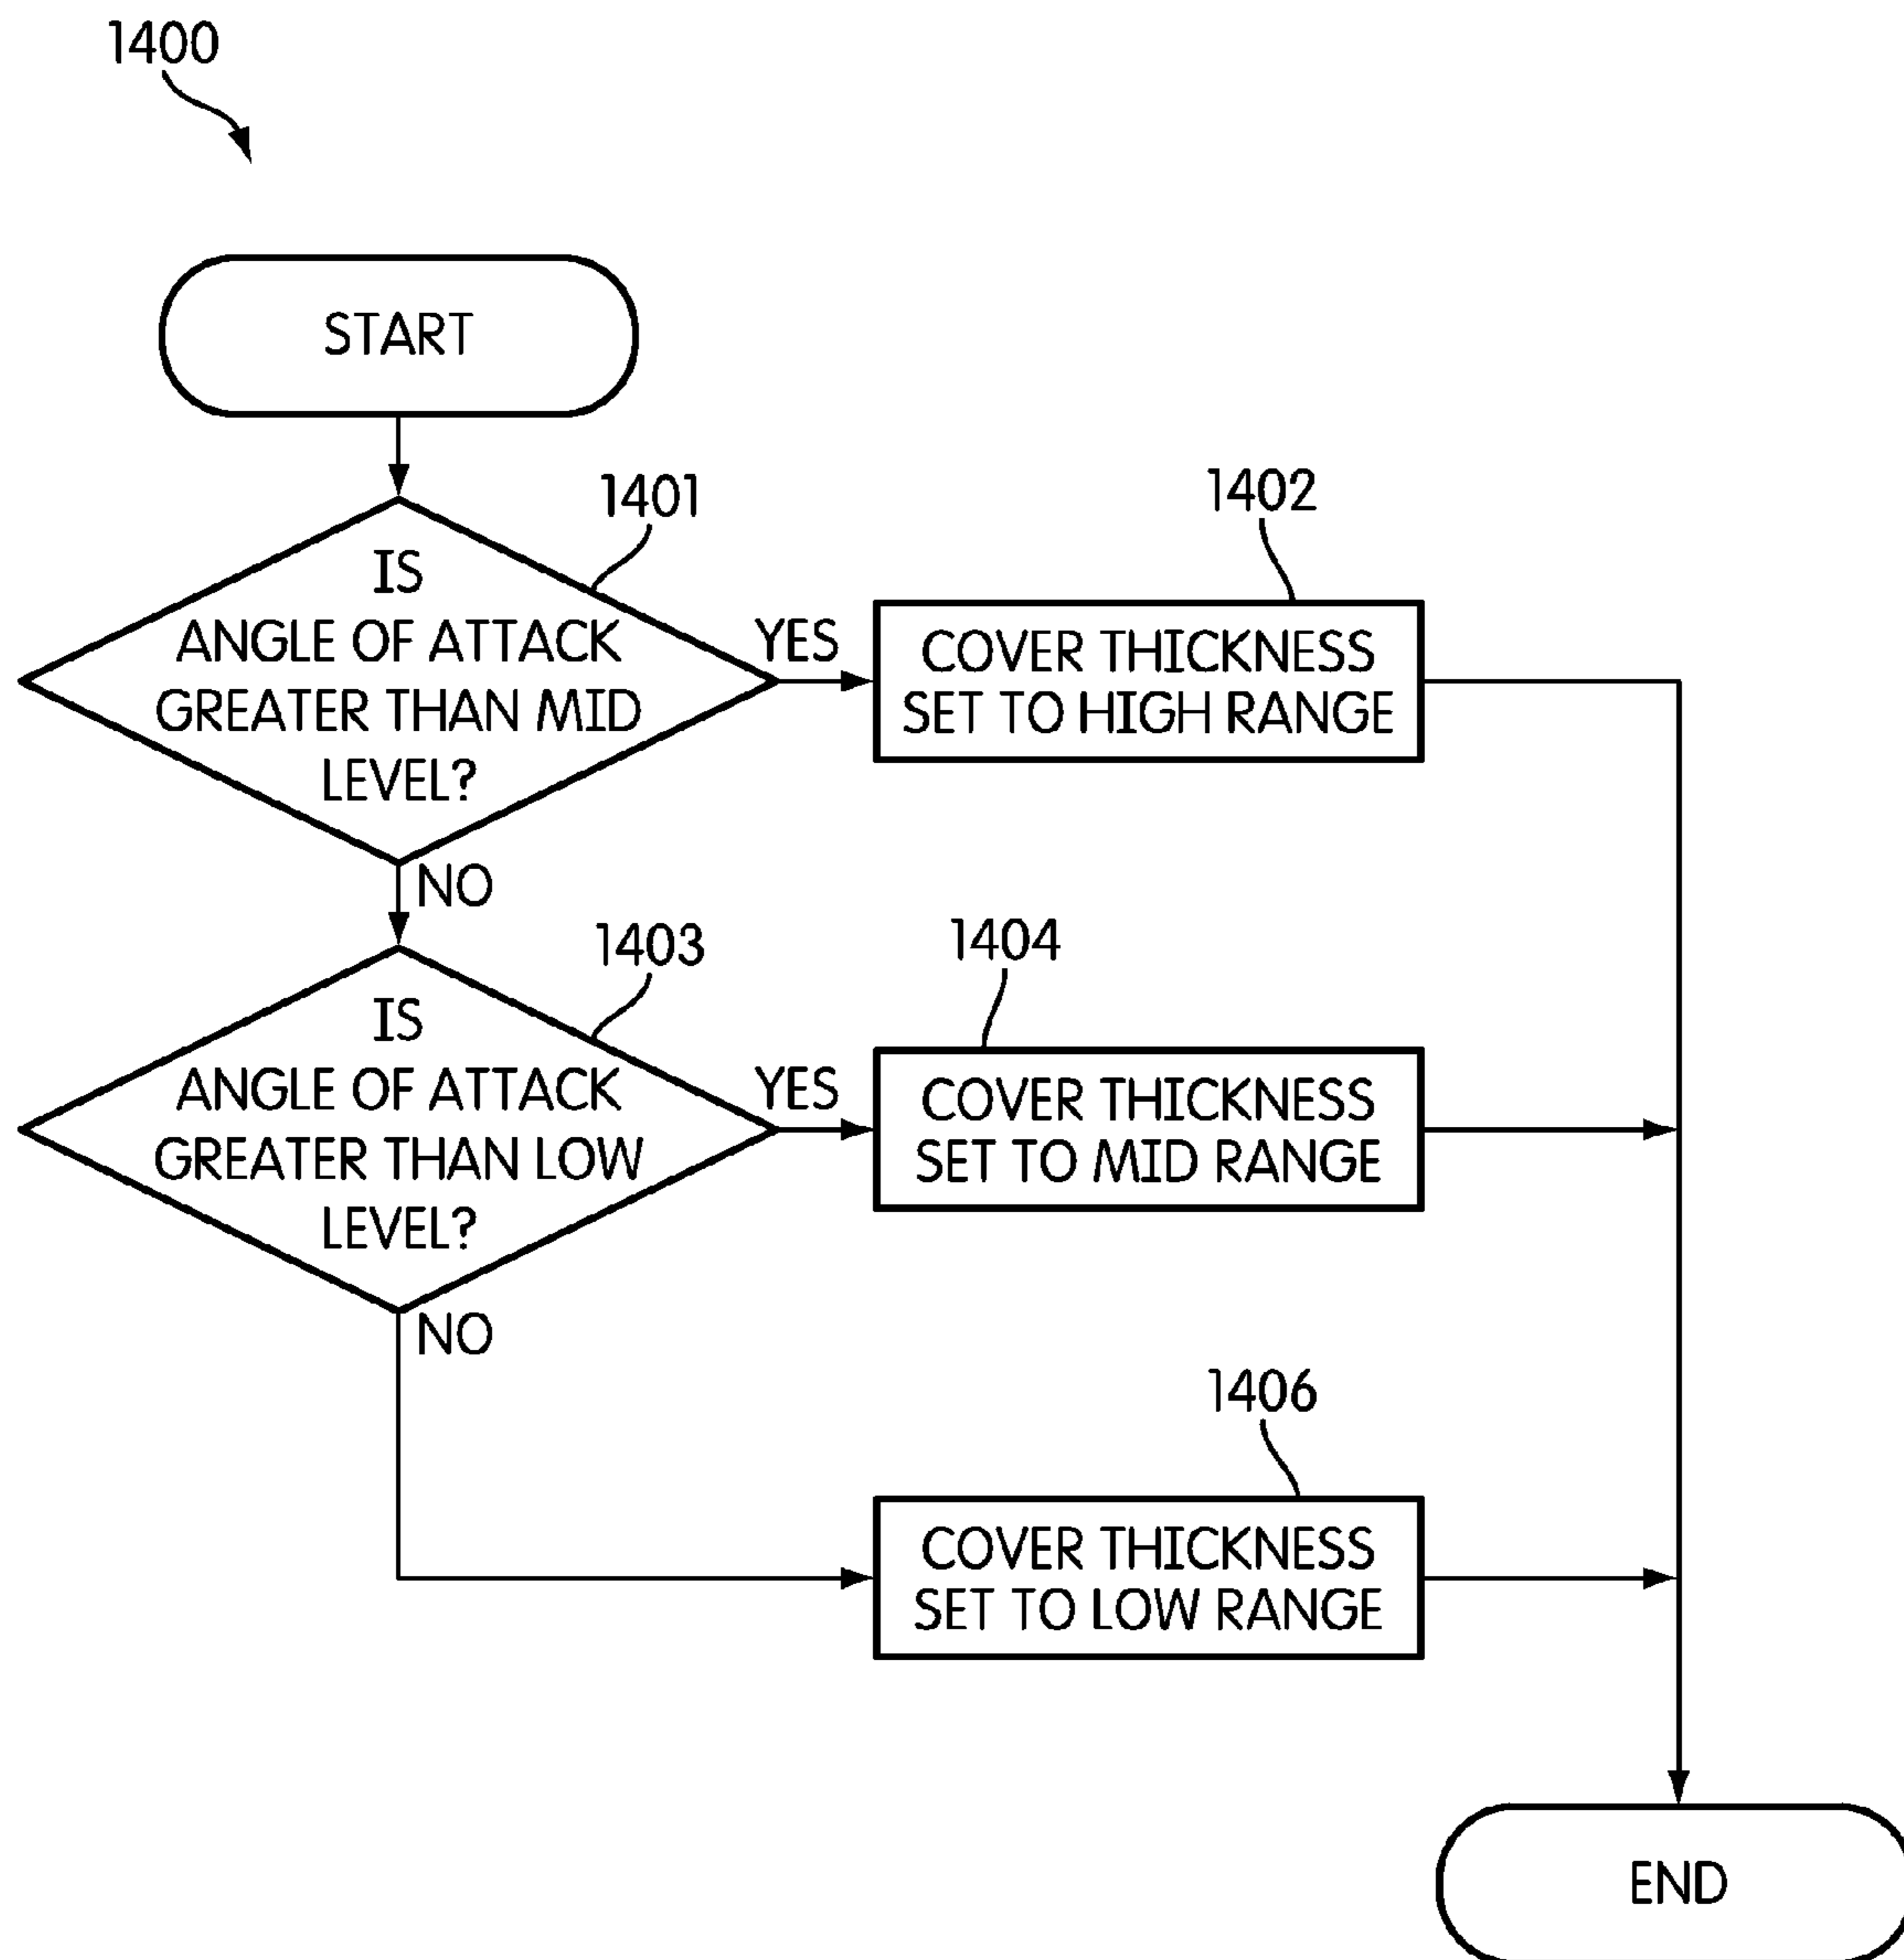 1400
START
1401
IS
ANGLE OF ATTACK
GREATER THAN MID
LEVEL?
YES
1402
COVER THICKNESS
SET TO HIGH RANGE
NO
1403
IS
ANGLE OF ATTACK
GREATER THAN LOW
LEVEL?
YES
1404
COVER THICKNESS
SET TO MID RANGE
NO
1406
COVER THICKNESS
SET TO LOW RANGE
END